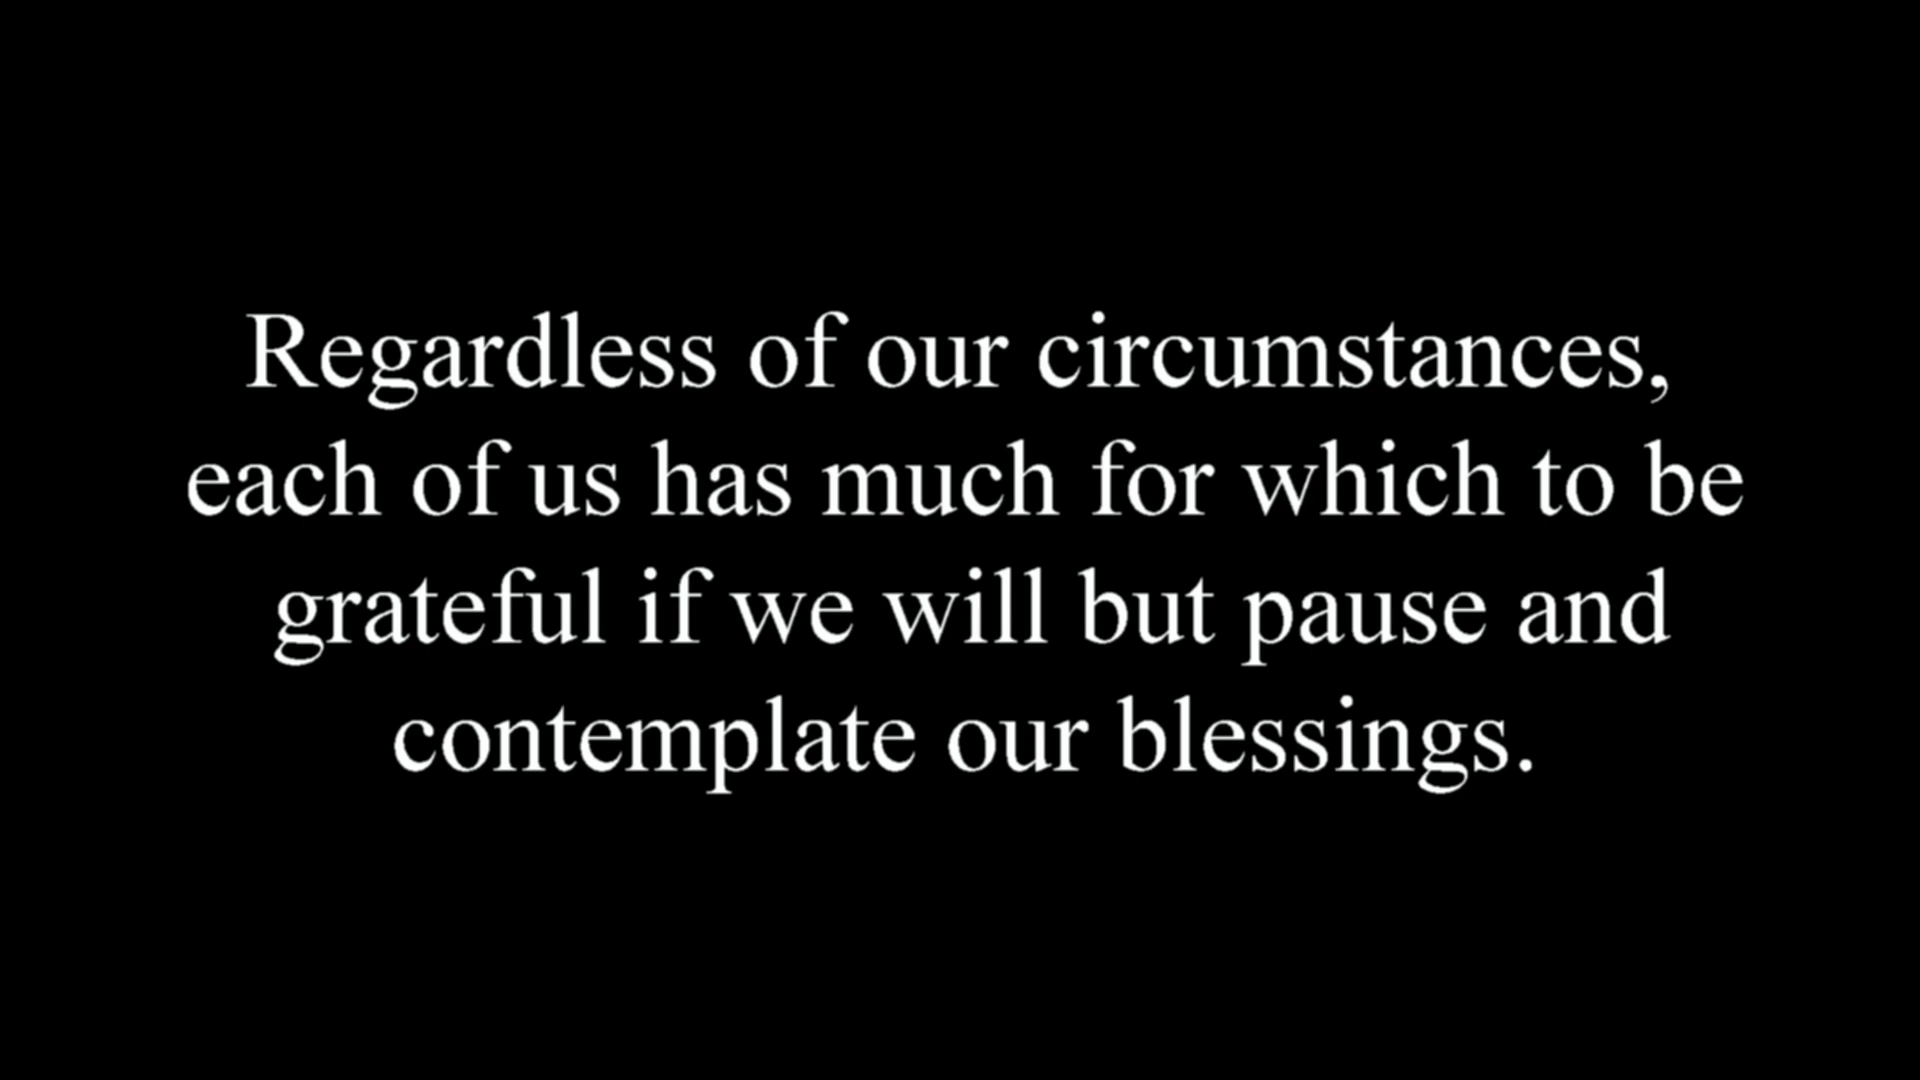 Regardless of our circumstances,
each of us has much for which to be
grateful if we will but pause and
contemplate our blessings.